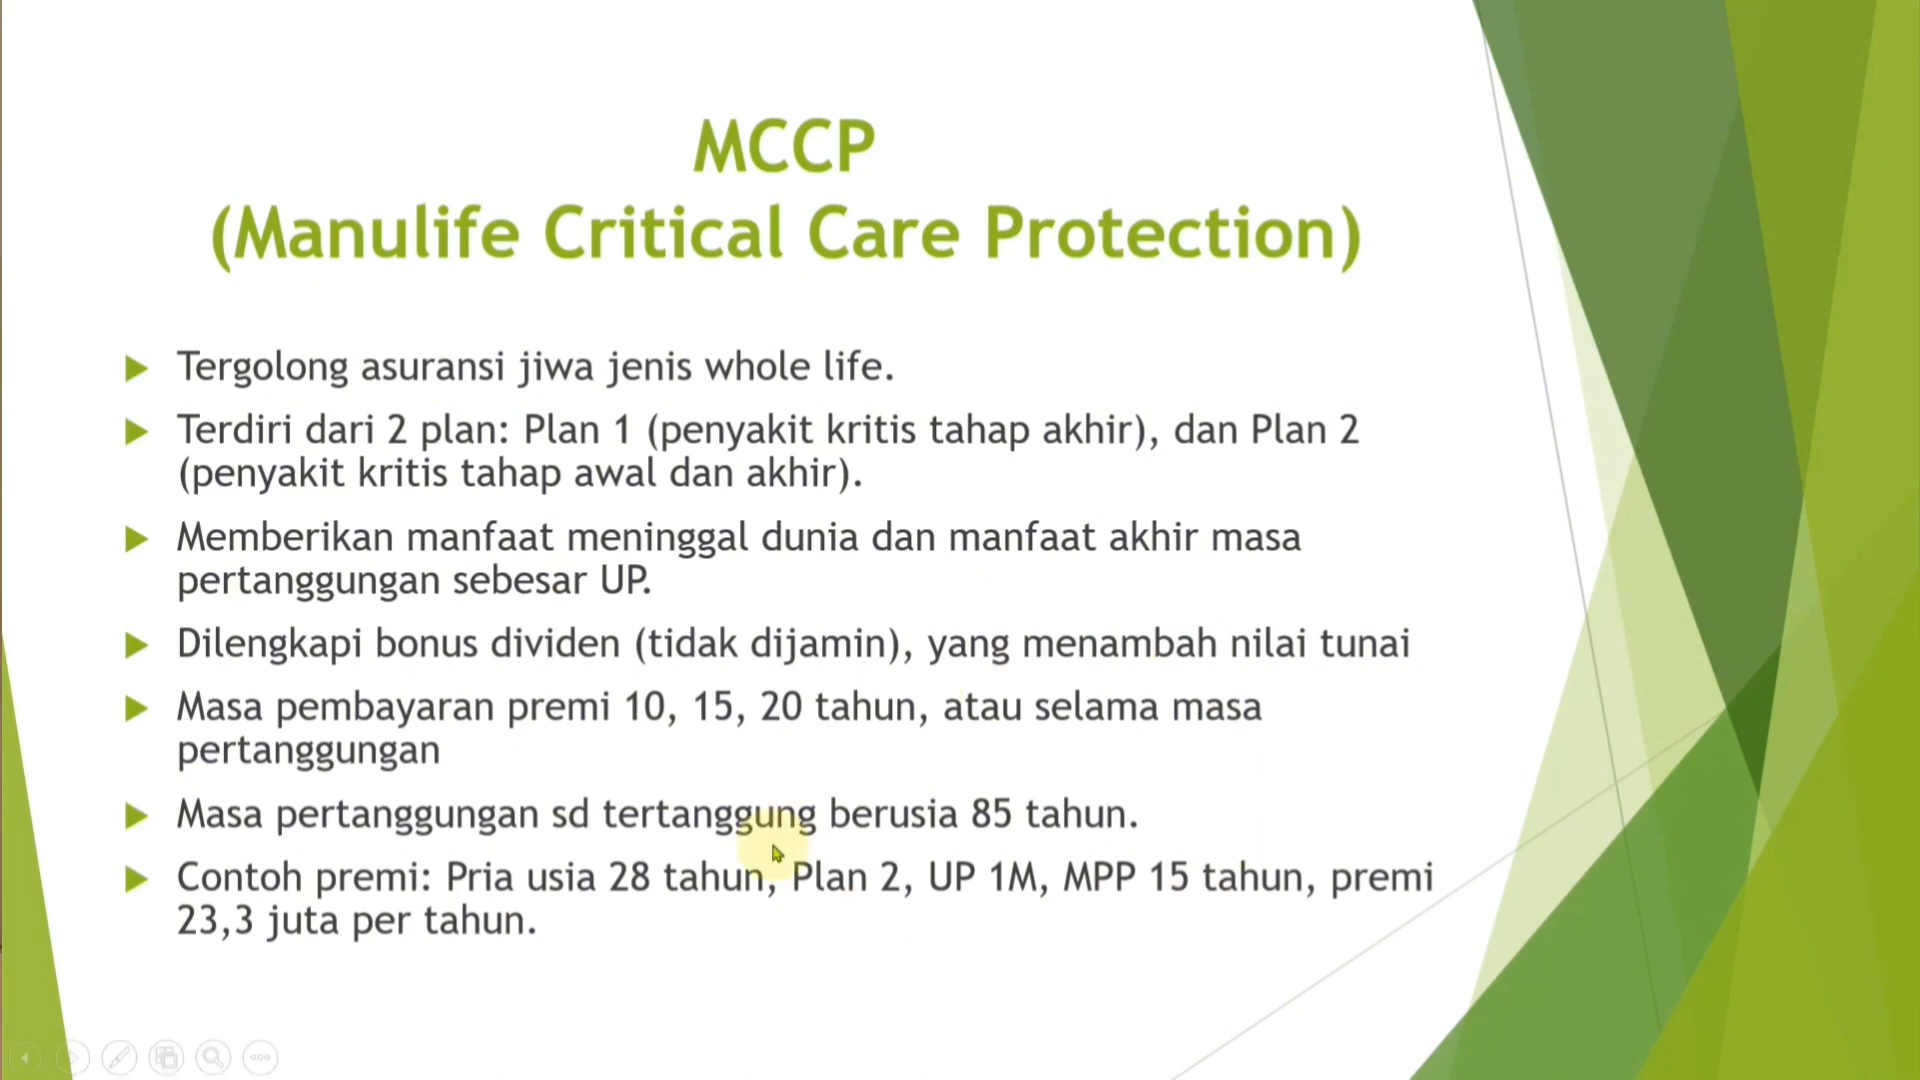 MCCP
(Manulife Critical Care Protection)
Tergolong asuransi jiwa jenis whole life.
Terdiri dari 2 plan: Plan 1 (penyakit kritis tahap akhir), dan Plan 2
(penyakit kritis tahap awal dan akhir).
Memberikan manfaat meninggal dunia dan manfaat akhir masa
pertanggungan sebesar UP.
Dilengkapi bonus dividen (tidak dijamin), yang menambah nilai tunai
Masa pembayaran premi 10, 15, 20 tahun, atau selama masa
pertanggungan
Masa pertanggungan sd tertanggung berusia 85 tahun.
Contoh premi: Pria usia 28 tahun, Plan 2, UP 1M, MPP 15 tahun, premi
23,3 juta per tahun.